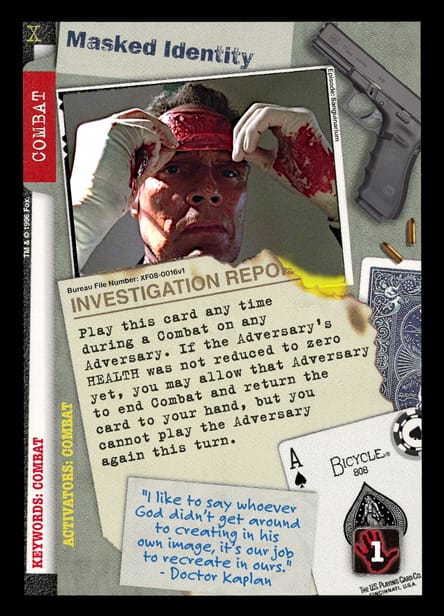 X
Masked Identity
COMBAT
Episode: Sanguinarium
TM & © 1996 Fox.
Bureau File Number: XF08-0016v1
INVESTIGATION REPO
Play this card any time
during a Combat on any
Adversary. If the Adversary's
HEALTH was not reduced to zero
yet, you may allow that Adversary
to end Combat and return the
card to your hand, but you
cannot play the Adversary
again this turn.
KEYWORDS: COMBAT
ACTIVATORS: COMBAT
A
BICYCLE®
808
"I like to say whoever
God didn't get around
to creating in his
own image, it's our job
to recreate in ours."
- Doctor Kaplan
1
THE U.S. PLAYING CARD CO.
CINCINNATI, U.S.A.